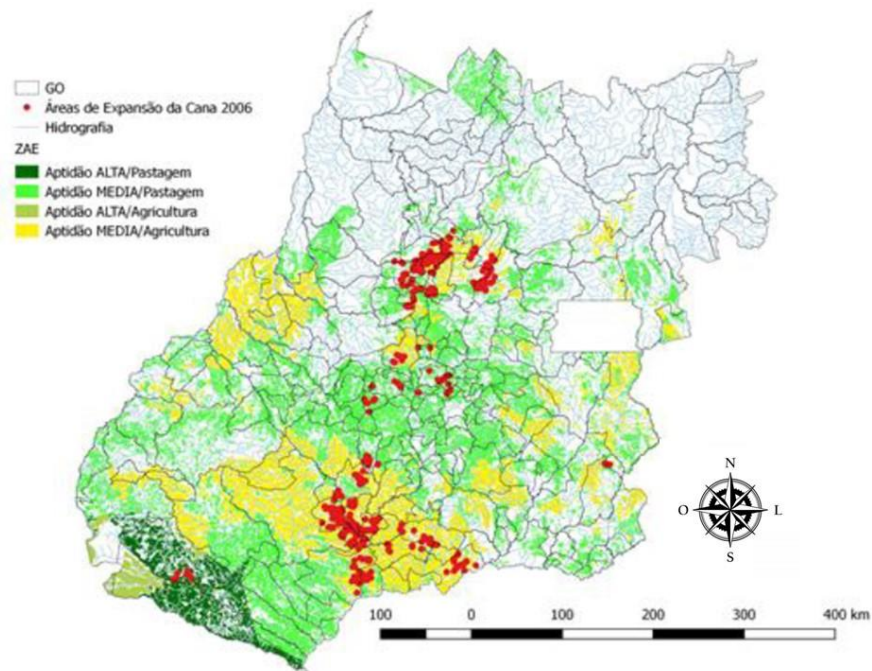 GO
Áreas de Expansão da Cana 2006
Hidrografia
ZAE
Aptidão ALTA/Pastagem
Aptidão MEDIA/Pastagem
Aptidão ALTA/Agricultura
Aptidão MEDIA/Agricultura
N
O L
S
100 0 100 200 300 400 km